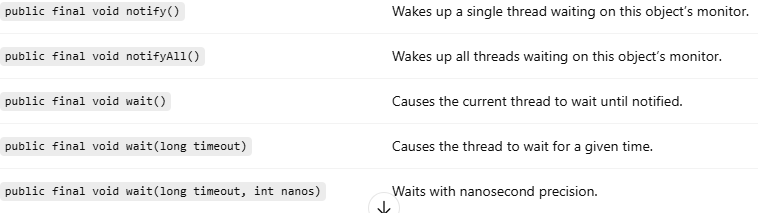 public final void notify() Wakes up a single thread waiting on this object’s monitor.
public final void notifyAll() Wakes up all threads waiting on this object’s monitor.
public final void wait() Causes the current thread to wait until notified.
public final void wait(long timeout) Causes the thread to wait for a given time.
public final void wait(long timeout, int nanos) Waits with nanosecond precision.